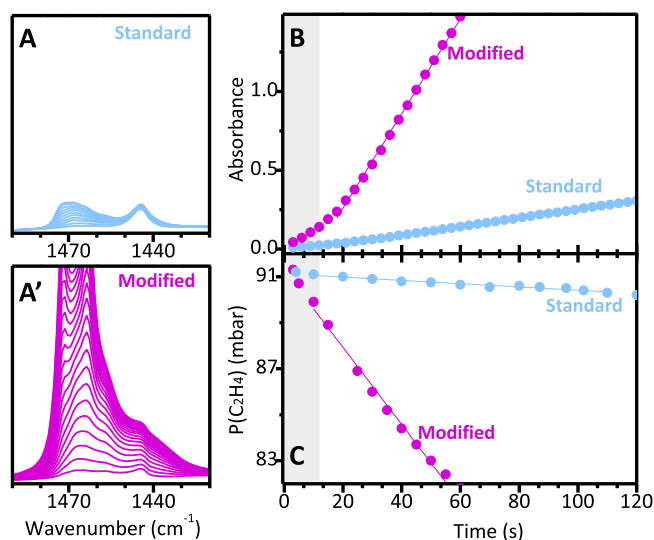 A
Standard
A'
Modified
1470
1440
Wavenumber (cm-1)
B
Absorbance
1.0
0.5
0.0
Modified
Standard
C
P(C2H4) (mbar)
91
87
83
Standard
Modified
0
20
40
60
80
100
120
Time (s)
1470
1440